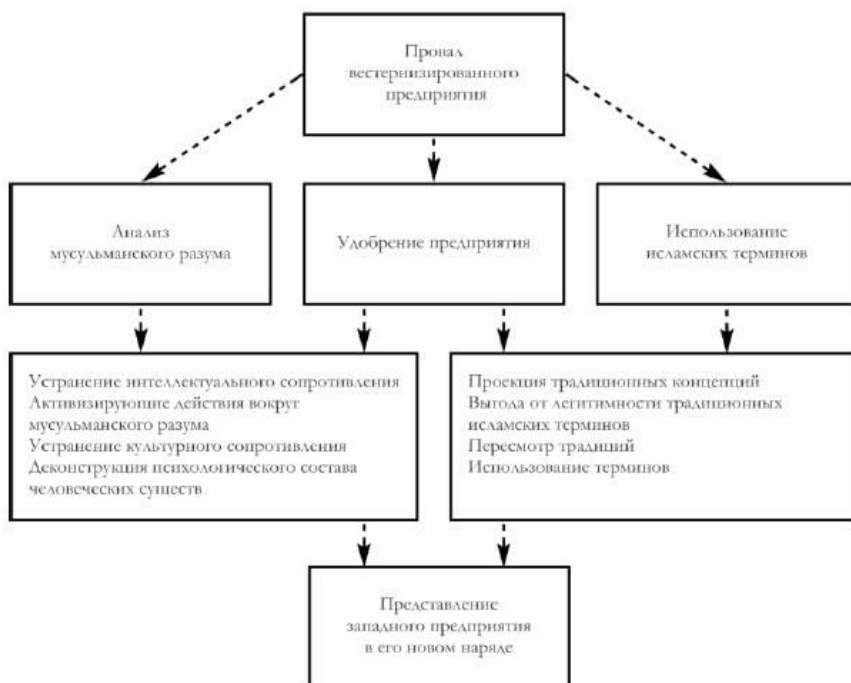 Провал
вестернизированного
предприятия
Анализ
мусульманского разума
Удобрение предприятия
Использование
исламских терминов
Устранение интеллектуального сопротивления
Активизирующие действия вокруг
мусульманского разума
Устранение культурного сопротивления
Деконструкция психологического состава
человеческих существ
Проекция традиционных концепций
Выгода от легитимности традиционных
исламских терминов
Пересмотр традиций
Использование терминов
Представление
западного предприятия
в его новом наряде